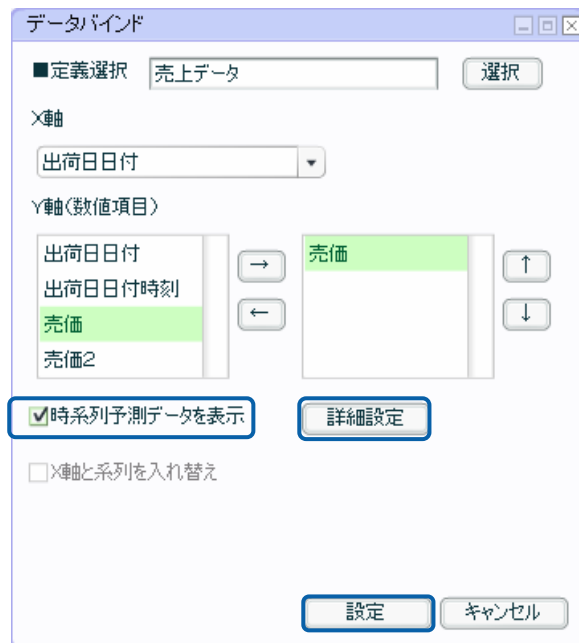 データバインド
■定義選択 売上データ 選択
X軸
出荷日日付
Y軸(数値項目)
出荷日日付 → 売価 ↑
出荷日日付時刻
売価 ← ↓
売価2
時系列予測データを表示 詳細設定
X軸と系列を入れ替え
設定 キャンセル